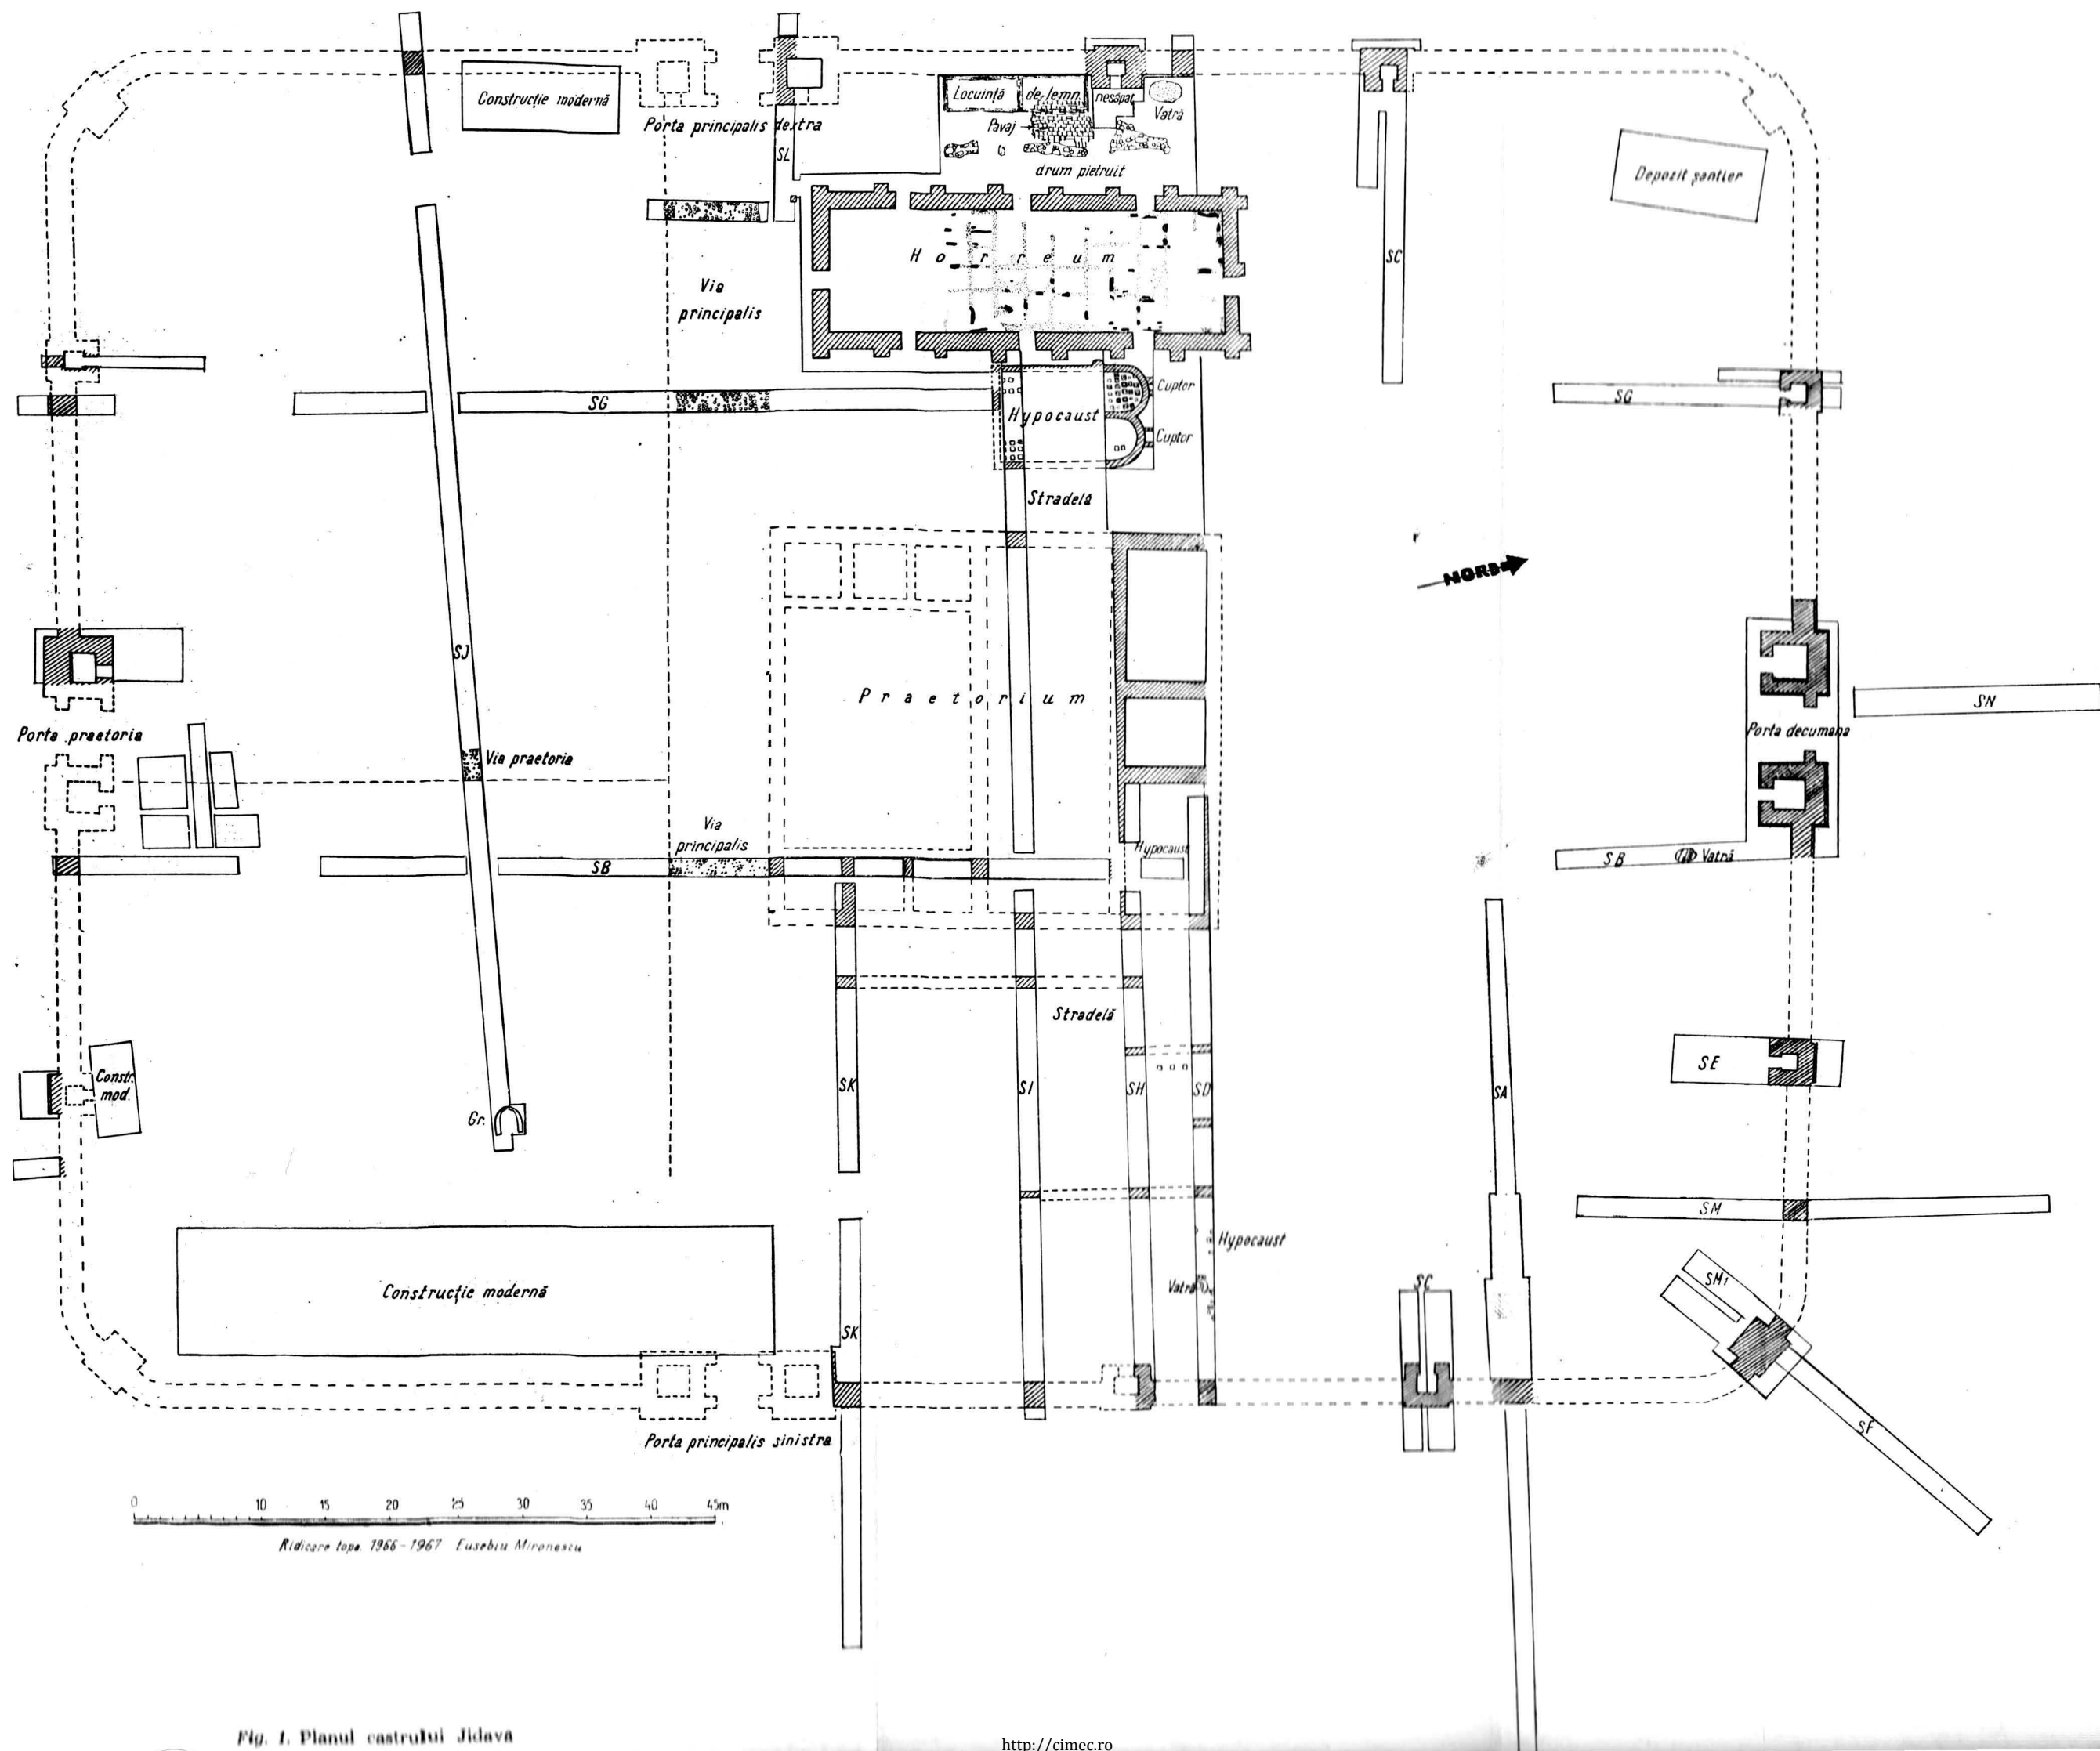 Construcție modernă
Porta principalis dextra
SL
Locuință de lemn
nesăpat
Vatră
Pavaj
drum pietruit
Depozit șantier
SC
Horreum
Via
principalis
SG
Hypocaust
Cuptor
Cuptor
SG
Stradelă
NORD
SJ
Praetorium
Porta praetoria
Via praetoria
Porta decumana
SN
Via
principalis
SB
Hypocaust
SB
Vatră
Stradelă
SE
Constr.
mod.
Gr.
SK
SI
SH
SD
SA
SM
Hypocaust
Vatră
SC
SM1
Construcție modernă
SK
SF
Porta principalis sinistra
0 10 15 20 25 30 35 40 45m
Ridicare topo. 1966-1967 Eusebiu Mironescu
Fig. 1. Planul castrului Jidava
http://cimec.ro